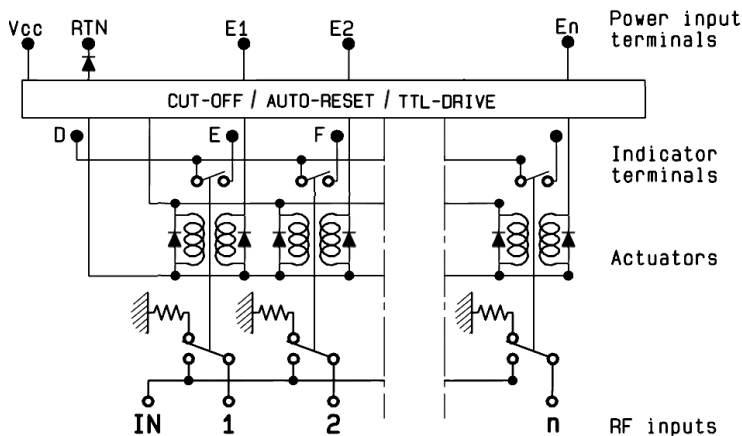 Vcc RTN E1 E2 En Power input
terminals
CUT-OFF / AUTO-RESET / TTL-DRIVE
D E F
Indicator
terminals
Actuators
IN 1 2 n RF inputs